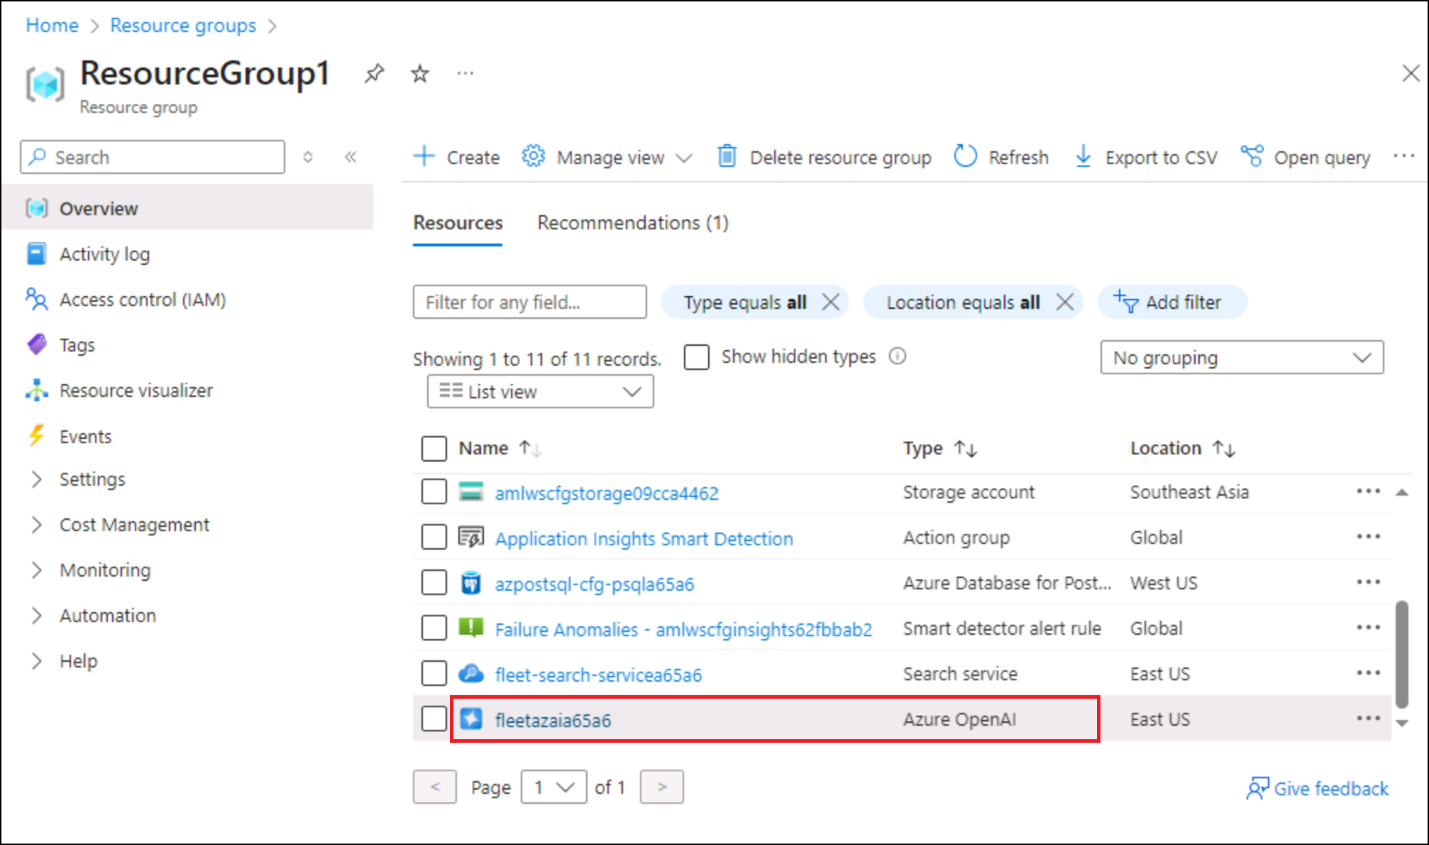 Home > Resource groups >
ResourceGroup1
Resource group
Search
Overview
Activity log
Access control (IAM)
Tags
Resource visualizer
Events
Settings
Cost Management
Monitoring
Automation
Help
Create Manage view Delete resource group Refresh Export to CSV Open query
Resources Recommendations (1)
Filter for any field... Type equals all Location equals all Add filter
Showing 1 to 11 of 11 records. Show hidden types No grouping
List view
Name Type Location
amlwscfgstorage09cca4462 Storage account Southeast Asia
Application Insights Smart Detection Action group Global
azpostsql-cfg-psqla65a6 Azure Database for Post... West US
Failure Anomalies - amlwscfginsights62fbbab2 Smart detector alert rule Global
fleet-search-servicea65a6 Search service East US
fleetazaia65a6 Azure OpenAI East US
< Page 1 of 1 >
Give feedback